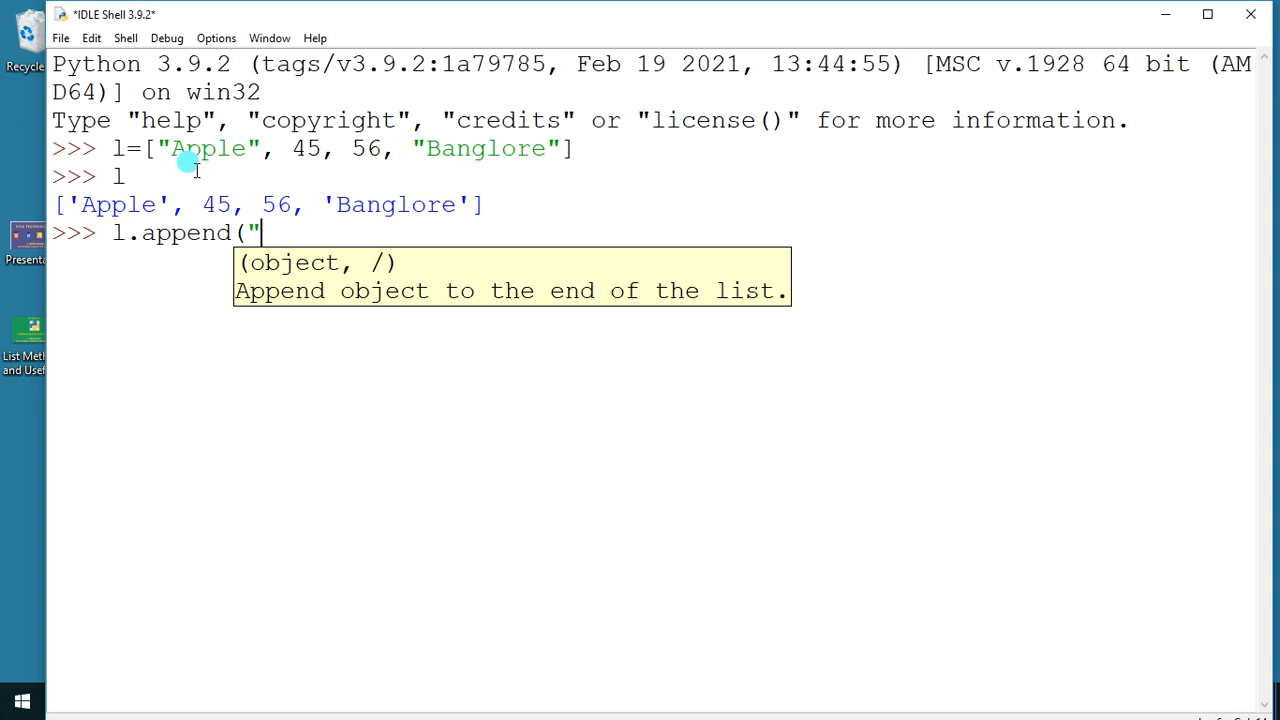 *IDLE Shell 3.9.2*
File Edit Shell Debug Options Window Help
Python 3.9.2 (tags/v3.9.2:1a79785, Feb 19 2021, 13:44:55) [MSC v.1928 64 bit (AM
D64)] on win32
Type "help", "copyright", "credits" or "license()" for more information.
>>> l=["Apple", 45, 56, "Banglore"]
>>> l
['Apple', 45, 56, 'Banglore']
>>> l.append("
(object, /)
Append object to the end of the list.
Recycle
Presenta
List Meth
and Usef